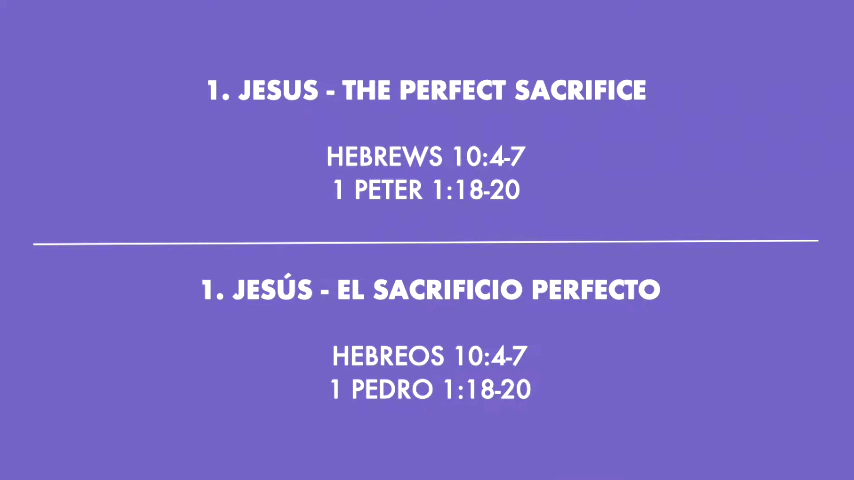 1. JESUS - THE PERFECT SACRIFICE
HEBREWS 10:4-7
1 PETER 1:18-20
1. JESÚS - EL SACRIFICIO PERFECTO
HEBREOS 10:4-7
1 PEDRO 1:18-20